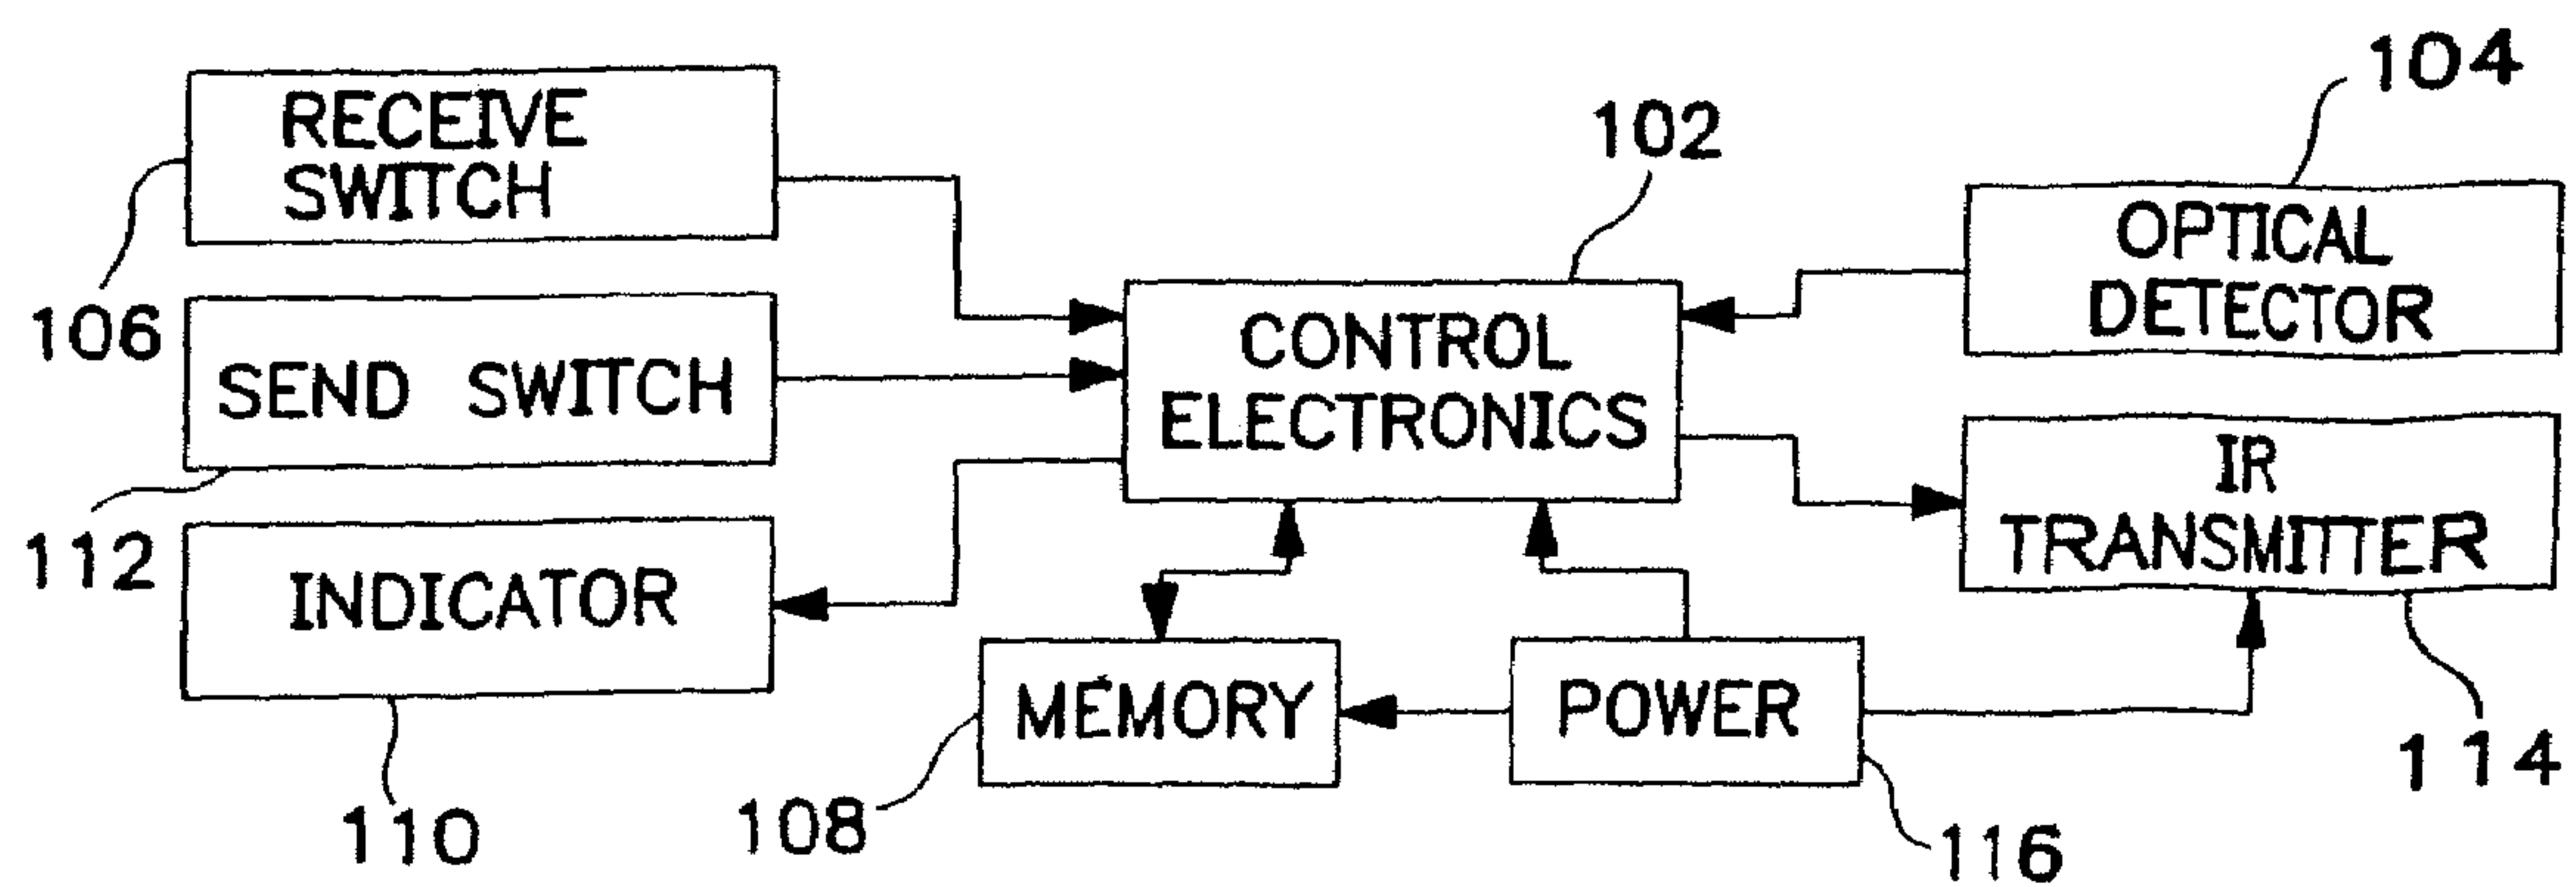 RECEIVE
SWITCH
106
SEND SWITCH
112
INDICATOR
110
102
CONTROL
ELECTRONICS
MEMORY
108
POWER
116
104
OPTICAL
DETECTOR
IR
TRANSMITTER
114